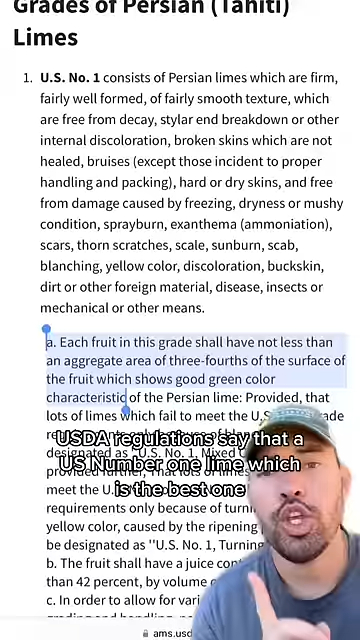 Grades of Persian (Tahiti)
Limes
1. U.S. No. 1 consists of Persian limes which are firm,
fairly well formed, of fairly smooth texture, which
are free from decay, stylar end breakdown or other
internal discoloration, broken skins which are not
healed, bruises (except those incident to proper
handling and packing), hard or dry skins, and free
from damage caused by freezing, dryness or mushy
condition, sprayburn, exanthema (ammoniation),
scars, thorn scratches, scale, sunburn, scab,
blanching, yellow color, discoloration, buckskin,
dirt or other foreign material, disease, insects or
mechanical or other means.
a. Each fruit in this grade shall have not less than
an aggregate area of three-fourths of the surface of
the fruit which shows good green color
characteristic of the Persian lime: Provided, that
lots of limes which fail to meet the U.S.
USDA regulations say that a
designated as "U.S. No. 1, Mixed
US Number one lime which
provided further, That lots of limes
meet the U.S.
is the best one
requirements only because of
yellow color, caused by the ripening
be designated as "U.S. No. 1, Turning
b. The fruit shall have a juice
than 42 percent, by volume
c. In order to allow for
ams.usd